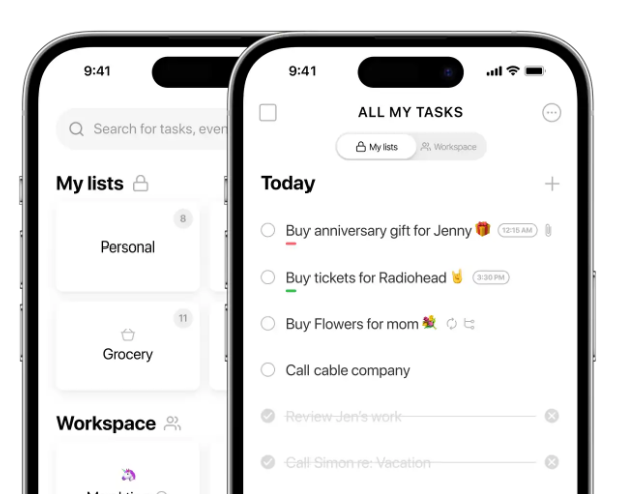 9:41
Search for tasks, even
My lists
8
Personal
11
Grocery
Workspace
9:41
ALL MY TASKS
My lists
Workspace
Today
Buy anniversary gift for Jenny 🎁 12:15 AM
Buy tickets for Radiohead 🤘 3:30 PM
Buy Flowers for mom 💐
Call cable company
Review Jen's work
Call Simon re: Vacation